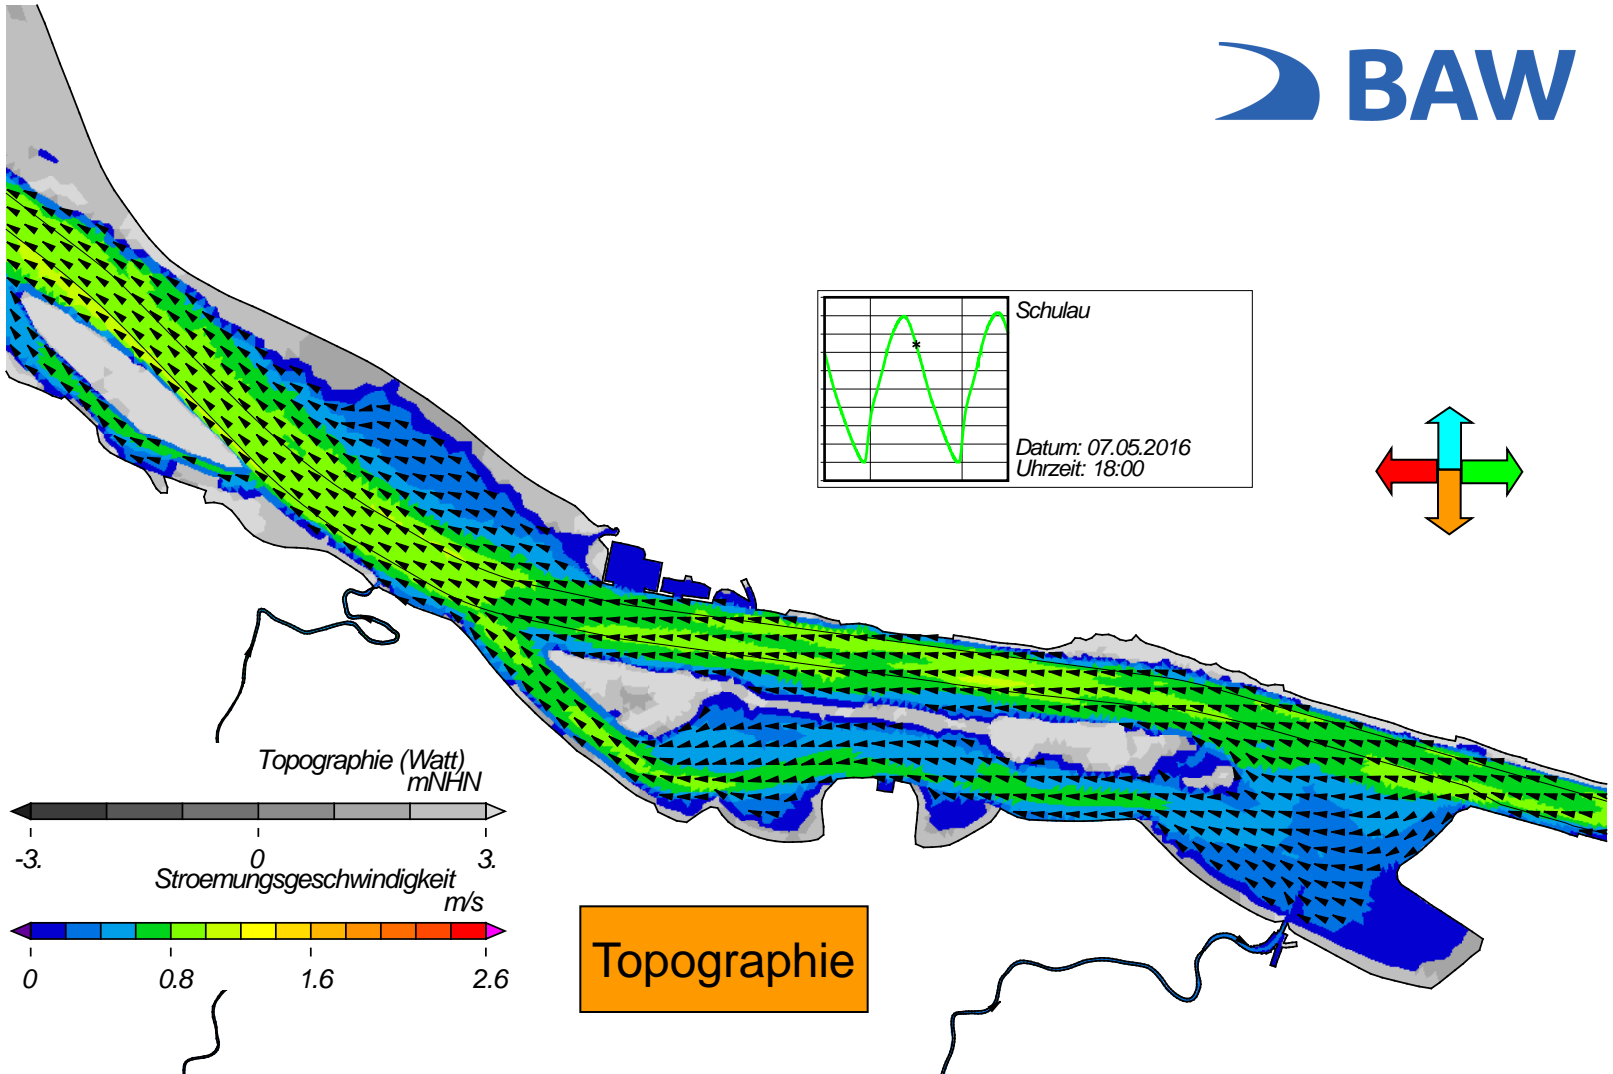 BAW
Schulau
Datum: 07.05.2016
Uhrzeit: 18:00
Topographie (Watt)
mNHN
-3. 0 3.
Stroemungsgeschwindigkeit
m/s
0 0.8 1.6 2.6
Topographie